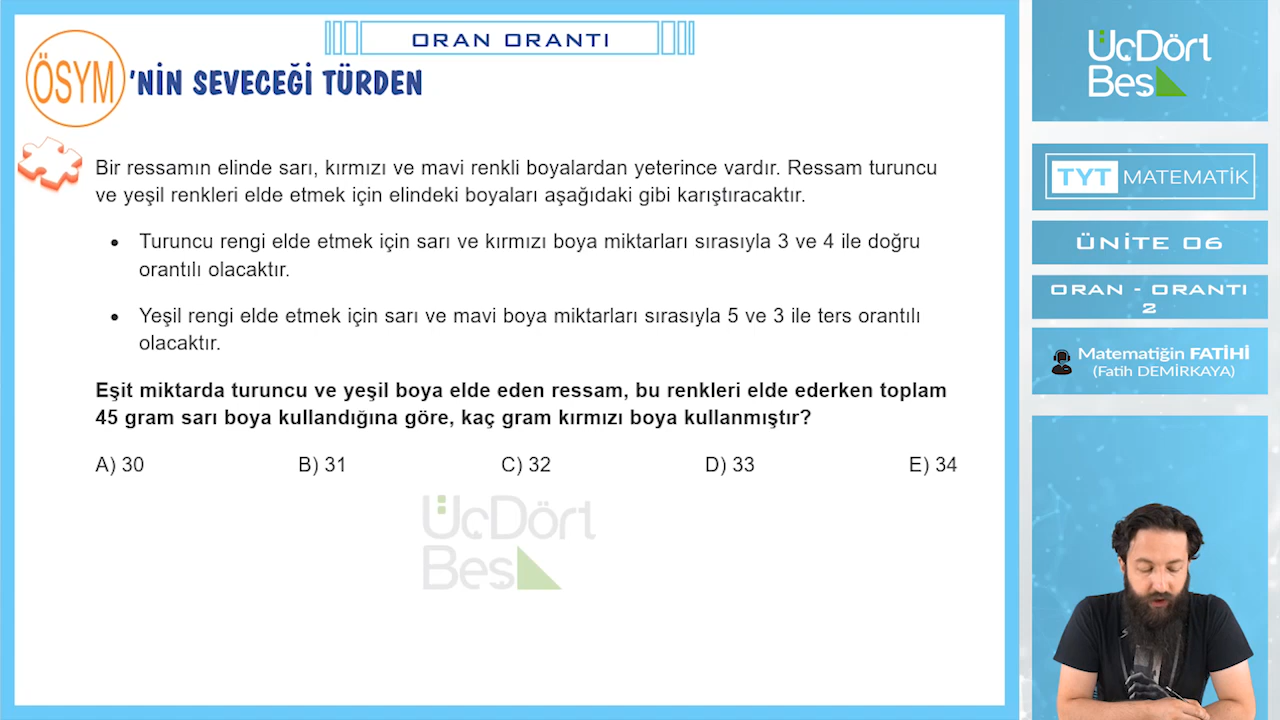 ORAN ORANTI
ÖSYM'NİN SEVECEĞİ TÜRDEN
Bir ressamın elinde sarı, kırmızı ve mavi renkli boyalardan yeterince vardır. Ressam turuncu
ve yeşil renkleri elde etmek için elindeki boyaları aşağıdaki gibi karıştıracaktır.
• Turuncu rengi elde etmek için sarı ve kırmızı boya miktarları sırasıyla 3 ve 4 ile doğru
orantılı olacaktır.
• Yeşil rengi elde etmek için sarı ve mavi boya miktarları sırasıyla 5 ve 3 ile ters orantılı
olacaktır.
Eşit miktarda turuncu ve yeşil boya elde eden ressam, bu renkleri elde ederken toplam
45 gram sarı boya kullandığına göre, kaç gram kırmızı boya kullanmıştır?
A) 30 B) 31 C) 32 D) 33 E) 34
ÜçDört
Beş
ÜçDört
Beş
TYT MATEMATİK
ÜNİTE 06
ORAN - ORANTI
2
Matematiğin FATİHİ
(Fatih DEMİRKAYA)